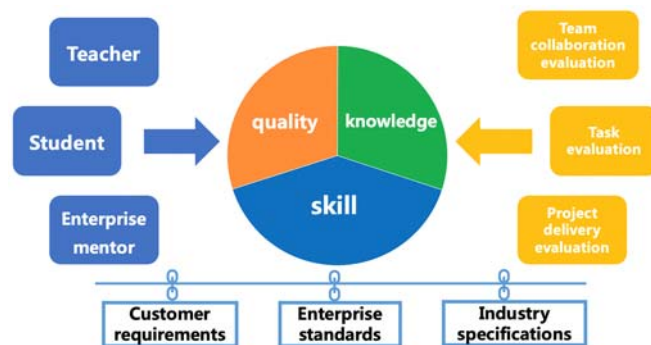 Teacher
Student
Enterprise
mentor
quality
knowledge
skill
Team
collaboration
evaluation
Task
evaluation
Project
delivery
evaluation
Customer
requirements
Enterprise
standards
Industry
specifications